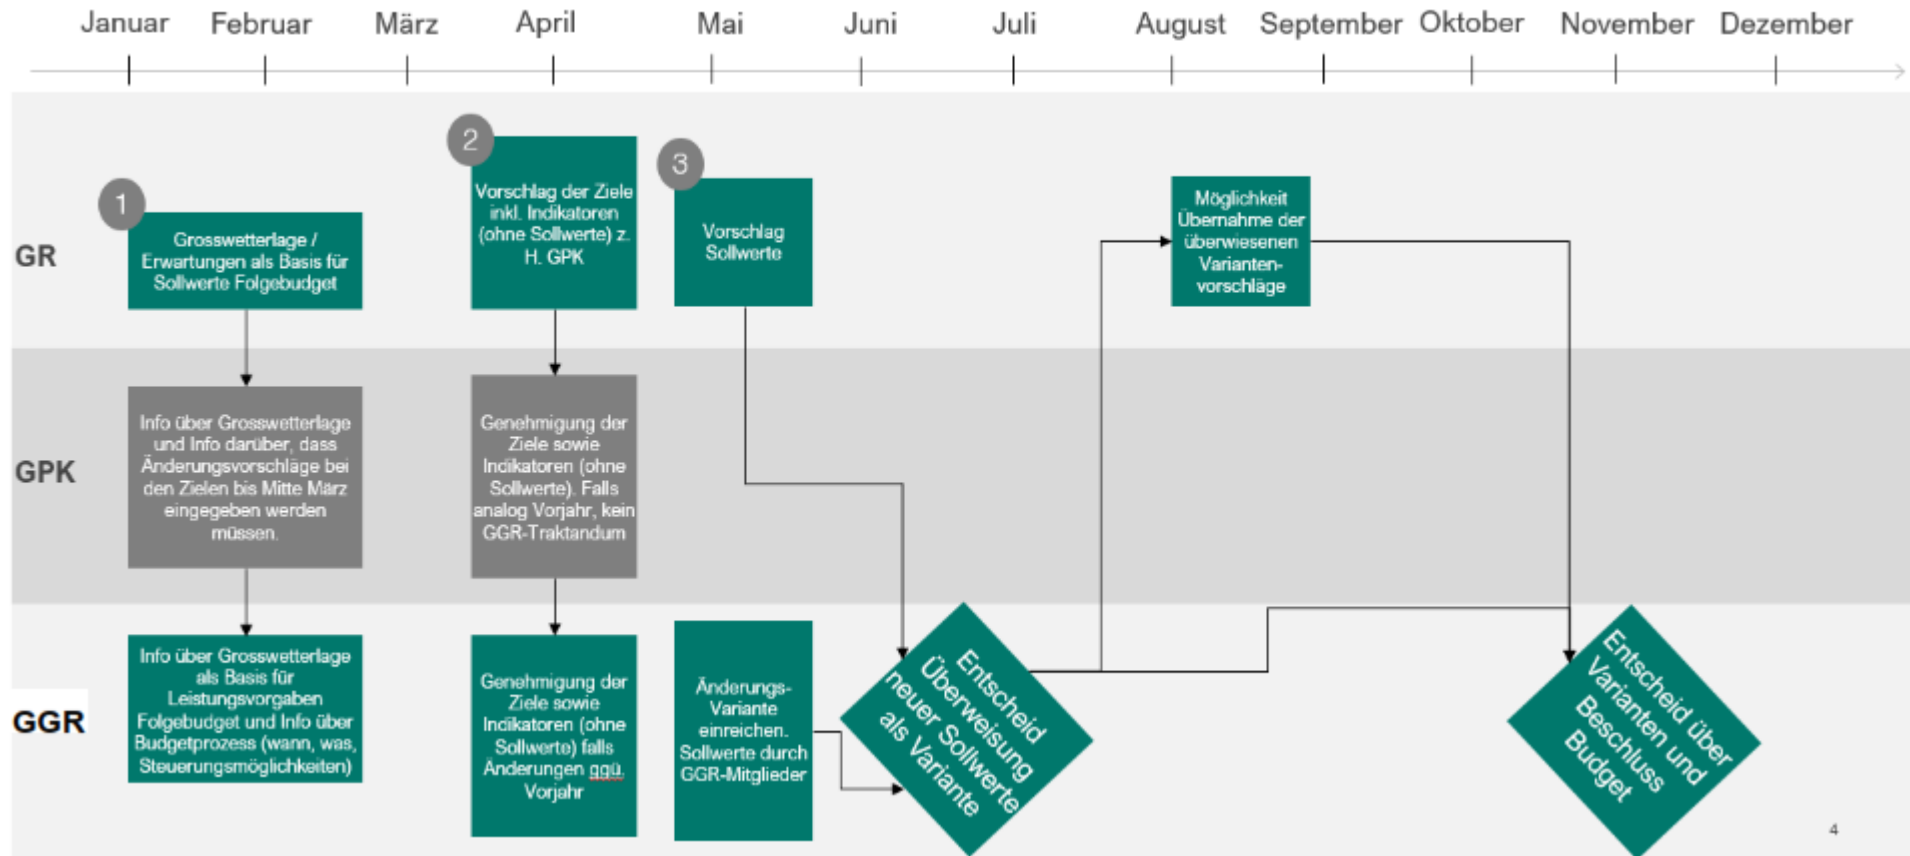 Januar Februar März April Mai Juni Juli August September Oktober November Dezember
GR
1
Grosswetterlage /
Erwartungen als Basis für
Sollwerte Folgebudget
2
Vorschlag der Ziele
inkl. Indikatoren
(ohne Sollwerte) z.
H. GPK
3
Vorschlag
Sollwerte
Möglichkeit
Übernahme der
überwiesenen
Varianten-
vorschläge
GPK
Info über Grosswetterlage
und Info darüber, dass
Änderungsvorschläge bei
den Zielen bis Mitte März
eingegeben werden
müssen.
Genehmigung der
Ziele sowie
Indikatoren (ohne
Sollwerte). Falls
analog Vorjahr, kein
GGR-Traktandum
GGR
Info über Grosswetterlage
als Basis für
Leistungsvorgaben
Folgebudget und Info über
Budgetprozess (wann, was,
Steuerungsmöglichkeiten)
Genehmigung der
Ziele sowie
Indikatoren (ohne
Sollwerte) falls
Änderungen ggü.
Vorjahr
Änderungs-
Variante
einreichen.
Sollwerte durch
GGR-Mitglieder
Entscheid
Überweisung
neuer Sollwerte
als Variante
Entscheid über
Varianten und
Beschluss
Budget
4